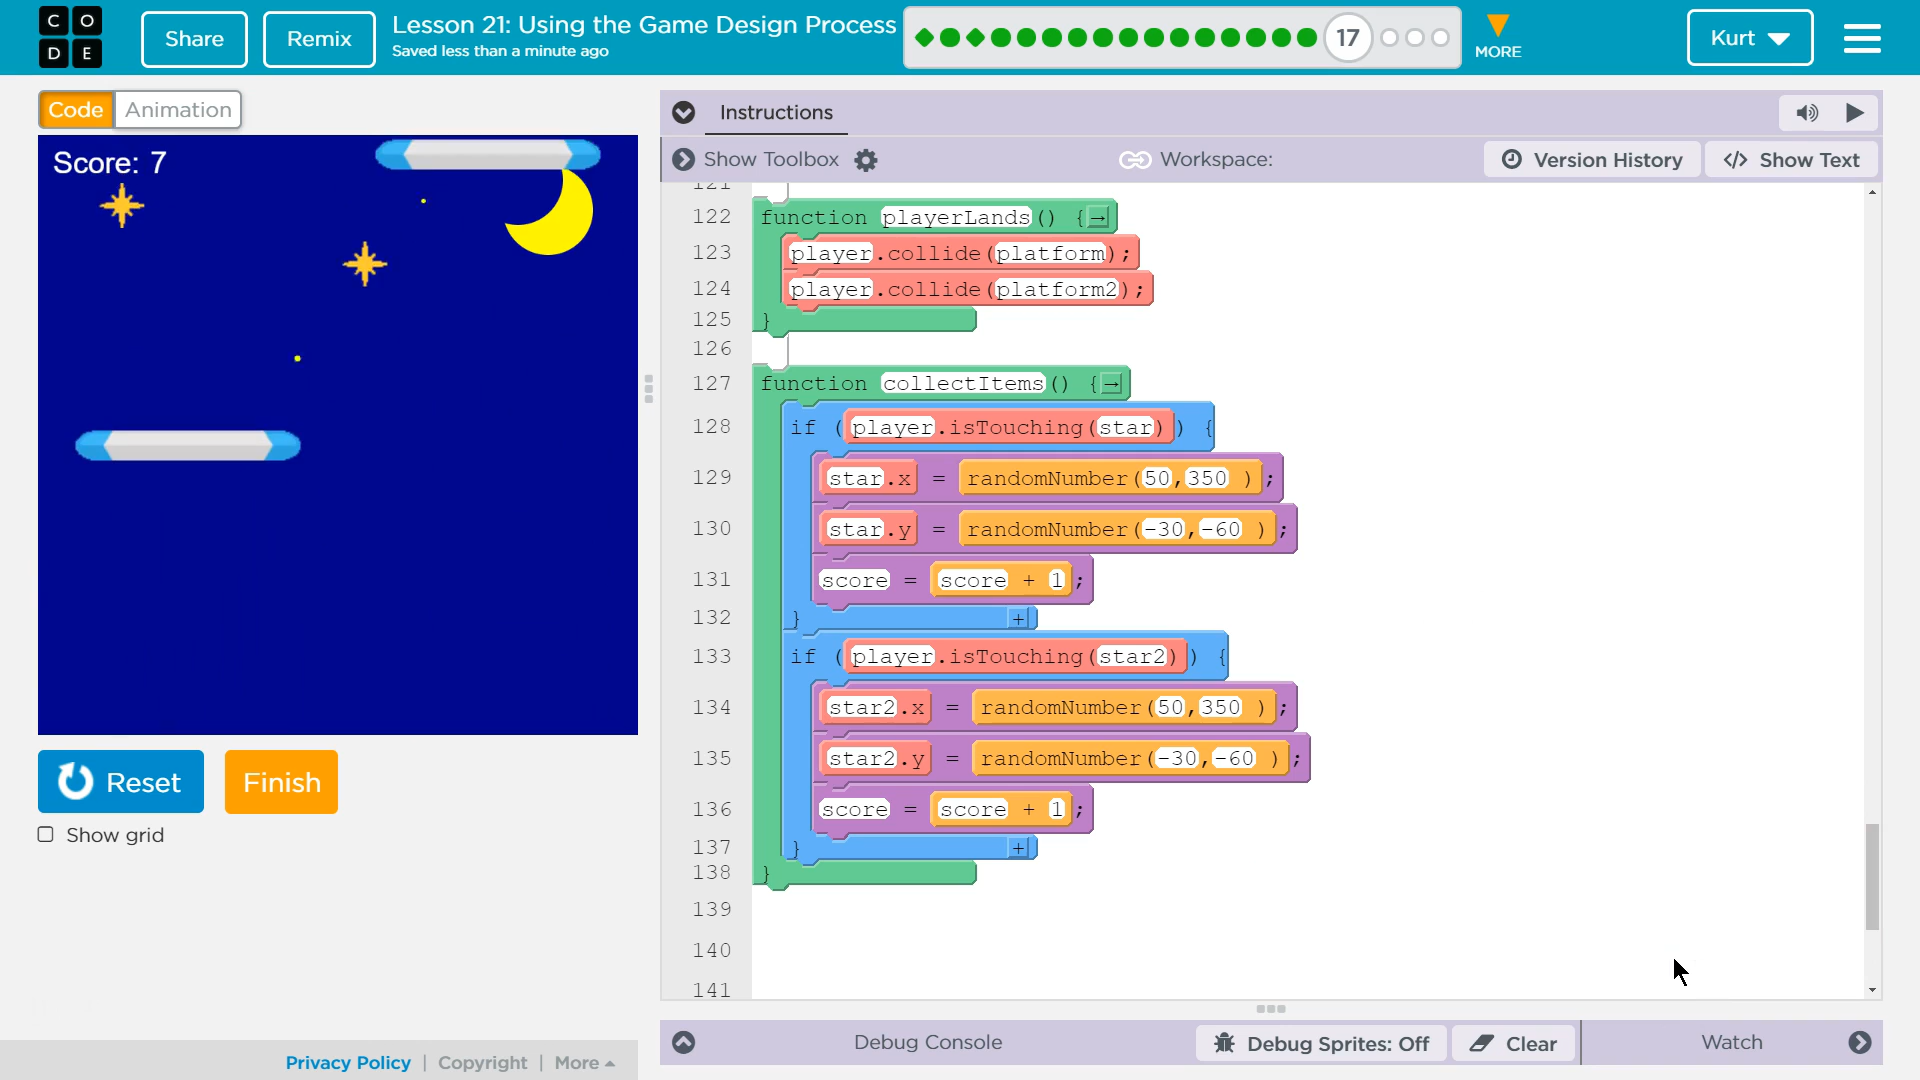 CODE
Share
Remix
Lesson 21: Using the Game Design Process
Saved less than a minute ago
17
MORE
Kurt
Code
Animation
Instructions
Show Toolbox
Workspace:
Version History
</> Show Text
Score: 7
121
122 function playerLands() {
123 player.collide(platform);
124 player.collide(platform2);
125 }
126
127 function collectItems() {
128 if (player.isTouching(star)) {
129 star.x = randomNumber(50,350 );
130 star.y = randomNumber(-30,-60 );
131 score = score + 1;
132 } +
133 if (player.isTouching(star2)) {
134 star2.x = randomNumber(50,350 );
135 star2.y = randomNumber(-30,-60 );
136 score = score + 1;
137 } +
138 }
139
140
141
Reset
Finish
Show grid
Debug Console
Debug Sprites: Off
Clear
Watch
Privacy Policy | Copyright | More